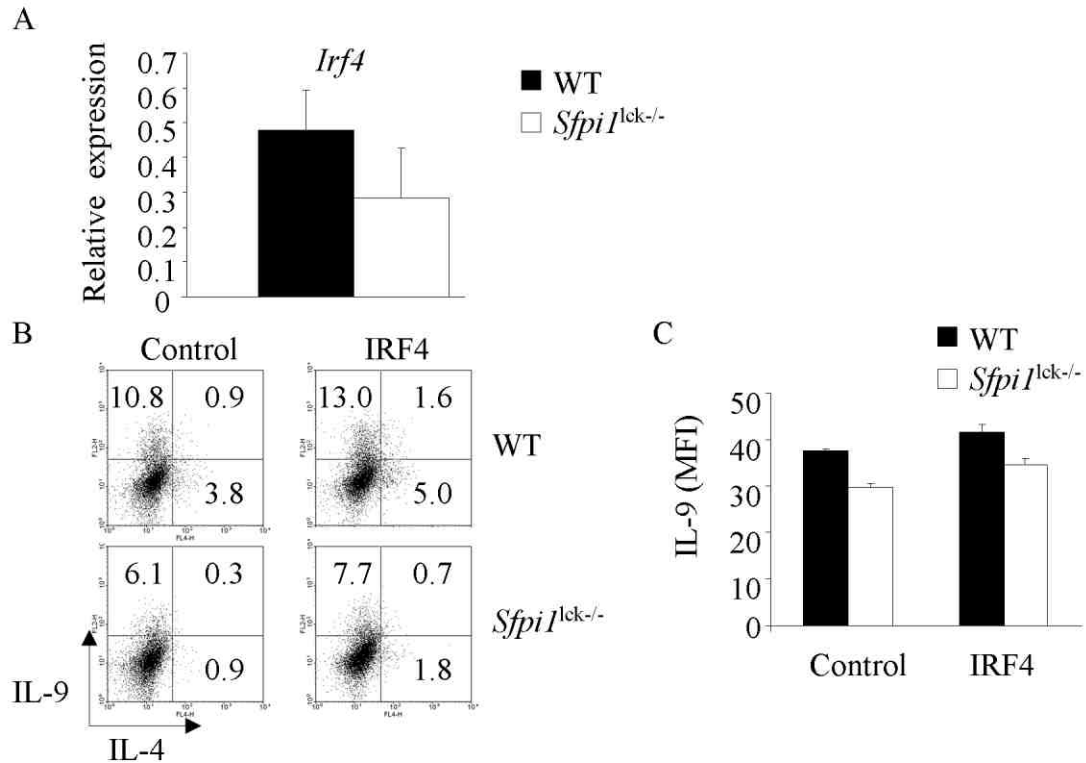 A
Irf4
Relative expression
0.7
0.6
0.5
0.4
0.3
0.2
0.1
0
WT
Sfpi1lck-/-
B
Control
IRF4
10.8 0.9
3.8
13.0 1.6
5.0
WT
6.1 0.3
0.9
7.7 0.7
1.8
Sfpi1lck-/-
FL2-H
FL4-H
IL-9
IL-4
C
WT
Sfpi1lck-/-
IL-9 (MFI)
50
40
30
20
10
0
Control IRF4